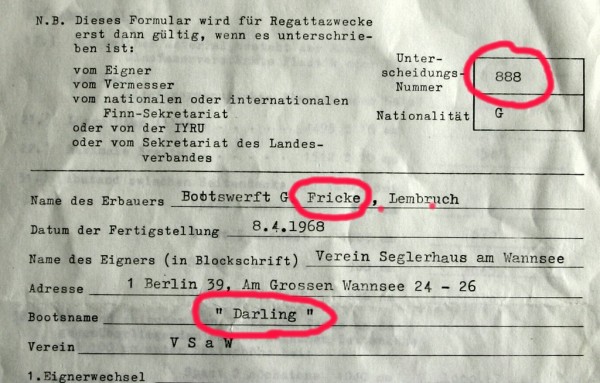 N.B. Dieses Formular wird für Regattazwecke
erst dann gültig, wenn es unterschrie-
ben ist:
vom Eigner
vom Vermesser
vom nationalen oder internationalen
Finn-Sekretariat
oder von der IYRU
oder vom Sekretariat des Landes-
verbandes
Unter-
scheidungs-
Nummer
888
Nationalität
G
Name des Erbauers Bootswerft G Fricke, Lembruch
Datum der Fertigstellung 8.4.1968
Name des Eigners (in Blockschrift) Verein Seglerhaus am Wannsee
Adresse 1 Berlin 39, Am Grossen Wannsee 24 - 26
Bootsname " Darling "
Verein V S a W
1.Eignerwechsel